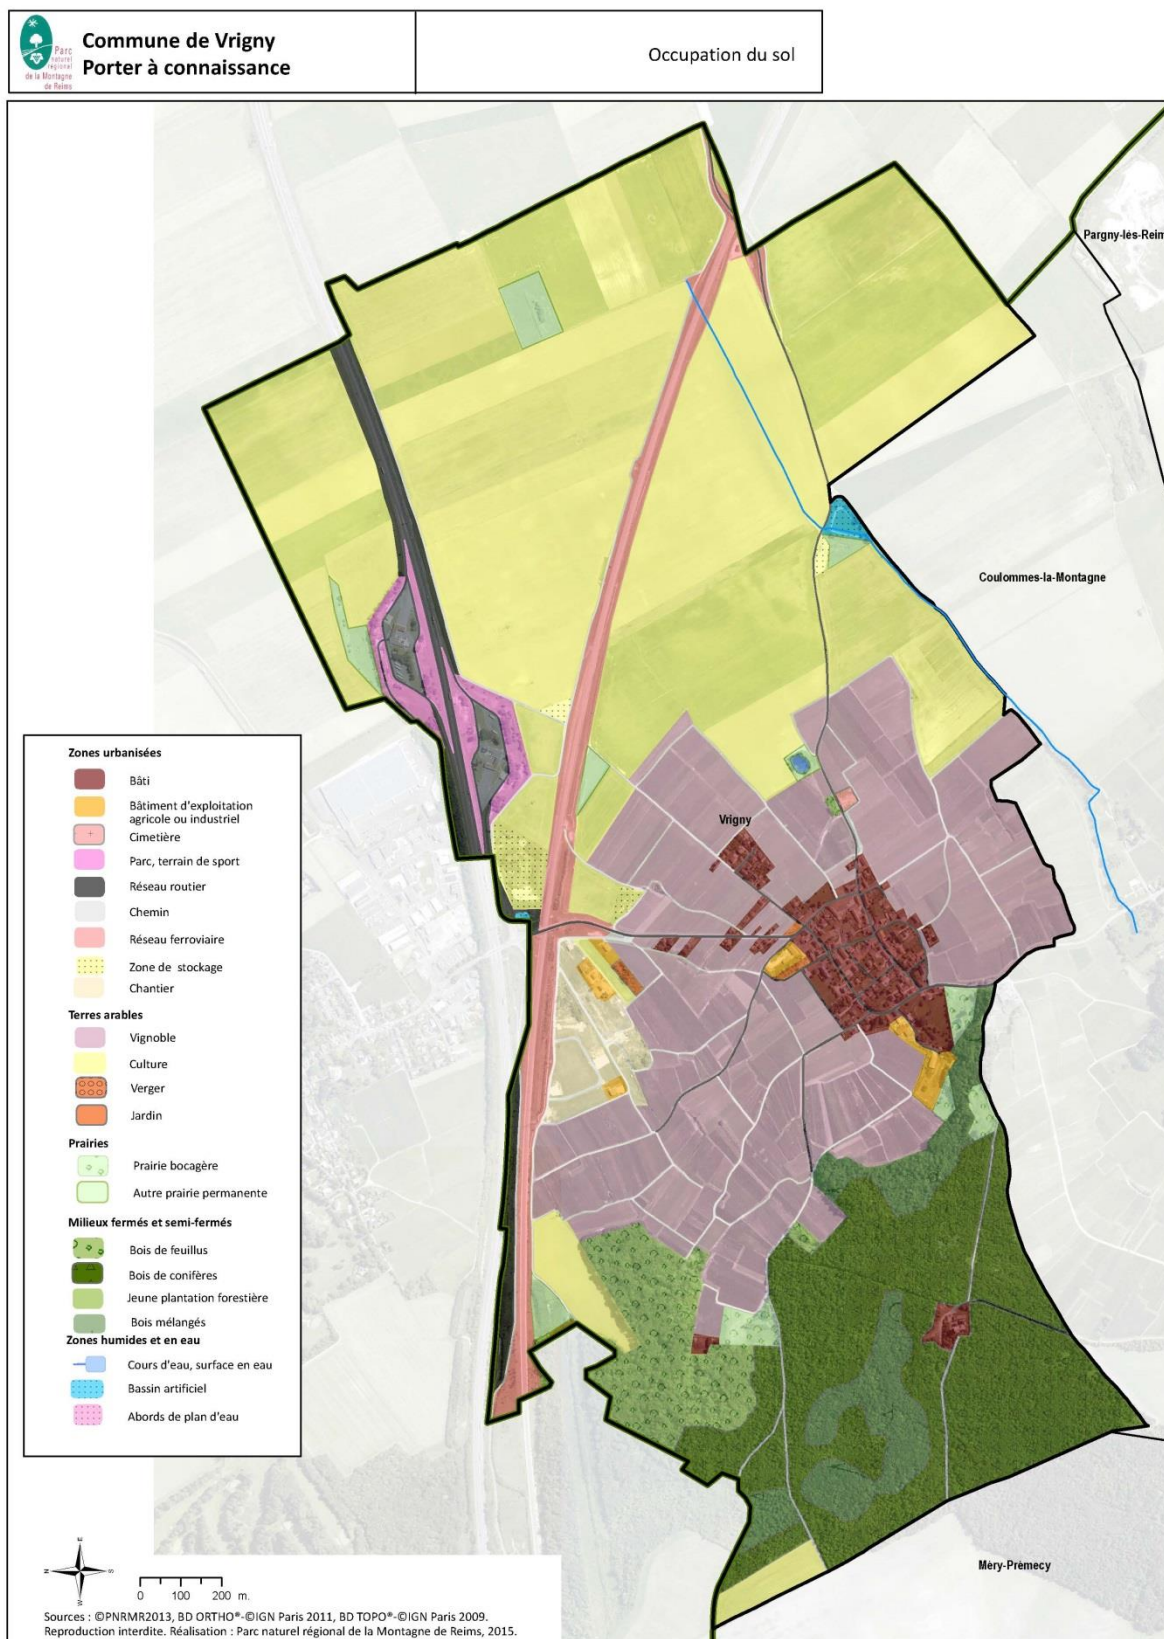 Parc
naturel
régional
de la Montagne
de Reims
Commune de Vrigny
Porter à connaissance
Occupation du sol
Pargny-lés-Reim
Coulommes-la-Montagne
Vrigny
Méry-Prémecy
Zones urbanisées
Bâti
Bâtiment d'exploitation
agricole ou industriel
Cimetière
Parc, terrain de sport
Réseau routier
Chemin
Réseau ferroviaire
Zone de stockage
Chantier
Terres arables
Vignoble
Culture
Verger
Jardin
Prairies
Prairie bocagère
Autre prairie permanente
Milieux fermés et semi-fermés
Bois de feuillus
Bois de conifères
Jeune plantation forestière
Bois mélangés
Zones humides et en eau
Cours d'eau, surface en eau
Bassin artificiel
Abords de plan d'eau
E
N
S
W
0 100 200 m.
Sources : ©PNRMR2013, BD ORTHO®-©IGN Paris 2011, BD TOPO®-©IGN Paris 2009.
Reproduction interdite. Réalisation : Parc naturel régional de la Montagne de Reims, 2015.